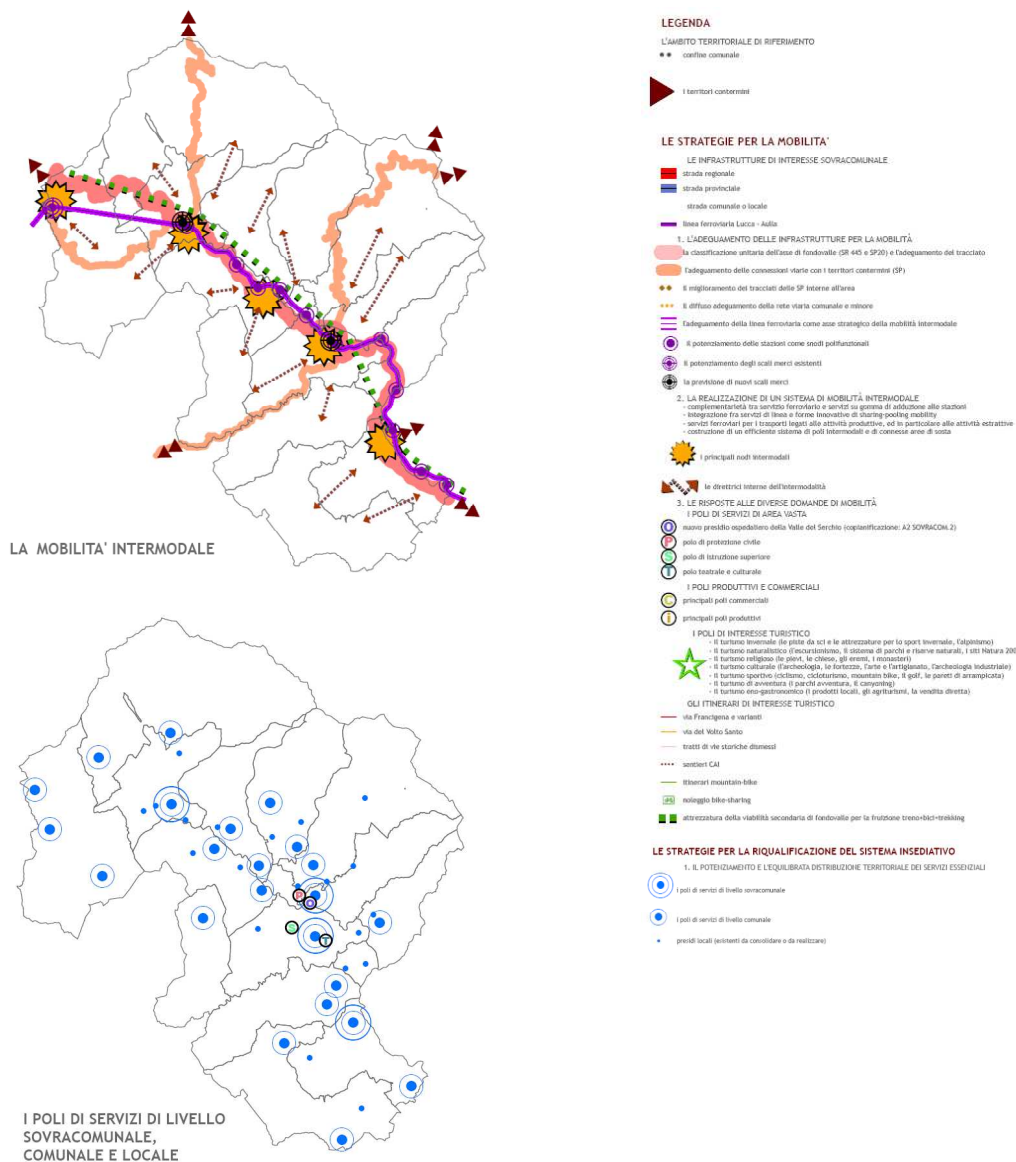 LA MOBILITA' INTERMODALE
P
O
S
T
I POLI DI SERVIZI DI LIVELLO
SOVRACOMUNALE,
COMUNALE E LOCALE
LEGENDA
L'AMBITO TERRITORIALE DI RIFERIMENTO
confine comunale
i territori contermini
LE STRATEGIE PER LA MOBILITA'
LE INFRASTRUTTURE DI INTERESSE SOVRACOMUNALE
strada regionale
strada provinciale
strada comunale o locale
linea ferroviaria Lucca - Aulla
1. L'ADEGUAMENTO DELLE INFRASTRUTTURE PER LA MOBILITÀ
la classificazione unitaria dell'asse di fondovalle (SR 445 e SP20) e l'adeguamento del tracciato
l'adeguamento delle connessioni viarie con i territori contermini (SP)
il miglioramento dei tracciati delle SP interne all'area
il diffuso adeguamento della rete viaria comunale e minore
l'adeguamento della linea ferroviaria come asse strategico della mobilità intermodale
il potenziamento delle stazioni come snodi polifunzionali
il potenziamento degli scali merci esistenti
la previsione di nuovi scali merci
2. LA REALIZZAZIONE DI UN SISTEMA DI MOBILITÀ INTERMODALE
- complementarietà tra servizio ferroviario e servizi su gomma di adduzione alle stazioni
- integrazione fra servizi di linea e forme innovative di sharing-pooling mobility
- servizi ferroviari per i trasporti legati alle attività produttive, ed in particolare alle attività estrattive
- costruzione di un efficiente sistema di poli intermodali e di connesse aree di sosta
i principali nodi intermodali
le direttrici interne dell'intermodalità
3. LE RISPOSTE ALLE DIVERSE DOMANDE DI MOBILITÀ
I POLI DI SERVIZI DI AREA VASTA
O nuovo presidio ospedaliero della Valle del Serchio (copianificazione: A2 SOVRACOM.2)
P polo di protezione civile
S polo di istruzione superiore
T polo teatrale e culturale
I POLI PRODUTTIVI E COMMERCIALI
C principali poli commerciali
i principali poli produttivi
I POLI DI INTERESSE TURISTICO
- il turismo invernale (le piste da sci e le attrezzature per lo sport invernale, l'alpinismo)
- il turismo naturalistico (l'escursionismo, il sistema di parchi e riserve naturali, i siti Natura 200
- il turismo religioso (le pievi, le chiese, gli eremi, i monasteri)
- il turismo culturale (l'archeologia, le fortezze, l'arte e l'artigianato, l'archeologia industriale)
- il turismo sportivo (ciclismo, cicloturismo, mountain bike, il golf, le pareti di arrampicata)
- il turismo di avventura (i parchi avventura, il canyoning)
- il turismo eno-gastronomico (i prodotti locali, gli agriturismi, la vendita diretta)
GLI ITINERARI DI INTERESSE TURISTICO
via Francigena e varianti
via del Volto Santo
tratti di vie storiche dismessi
sentieri CAI
itinerari mountain-bike
noleggio bike-sharing
attrezzatura della viabilità secondaria di fondovalle per la fruizione treno+bici+trekking
LE STRATEGIE PER LA RIQUALIFICAZIONE DEL SISTEMA INSEDIATIVO
1. IL POTENZIAMENTO E L'EQUILIBRATA DISTRIBUZIONE TERRITORIALE DEI SERVIZI ESSENZIALI
i poli di servizi di livello sovracomunale
i poli di servizi di livello comunale
presidi locali (esistenti da consolidare o da realizzare)